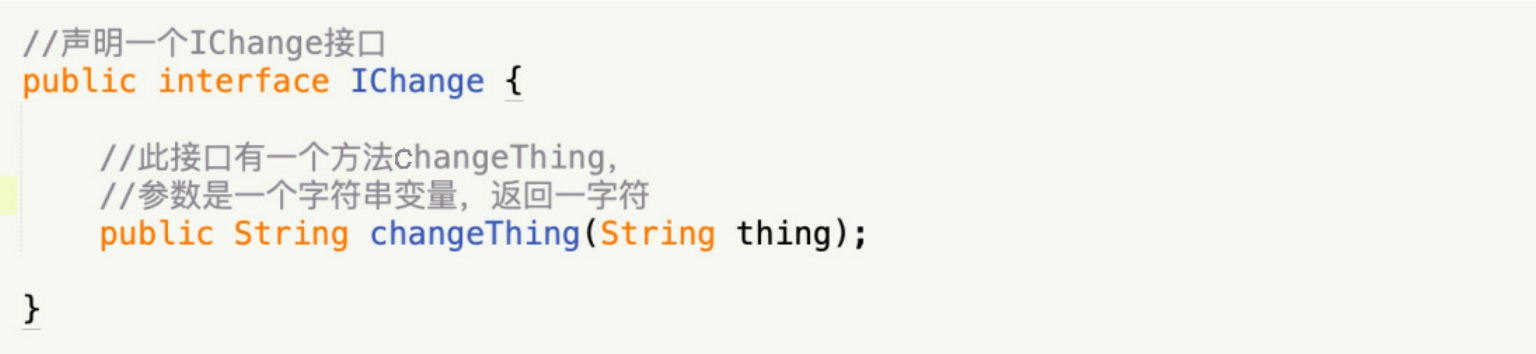 //声明一个IChange接口
public interface IChange {
//此接口有一个方法changeThing,
//参数是一个字符串变量，返回一字符
public String changeThing(String thing);
}